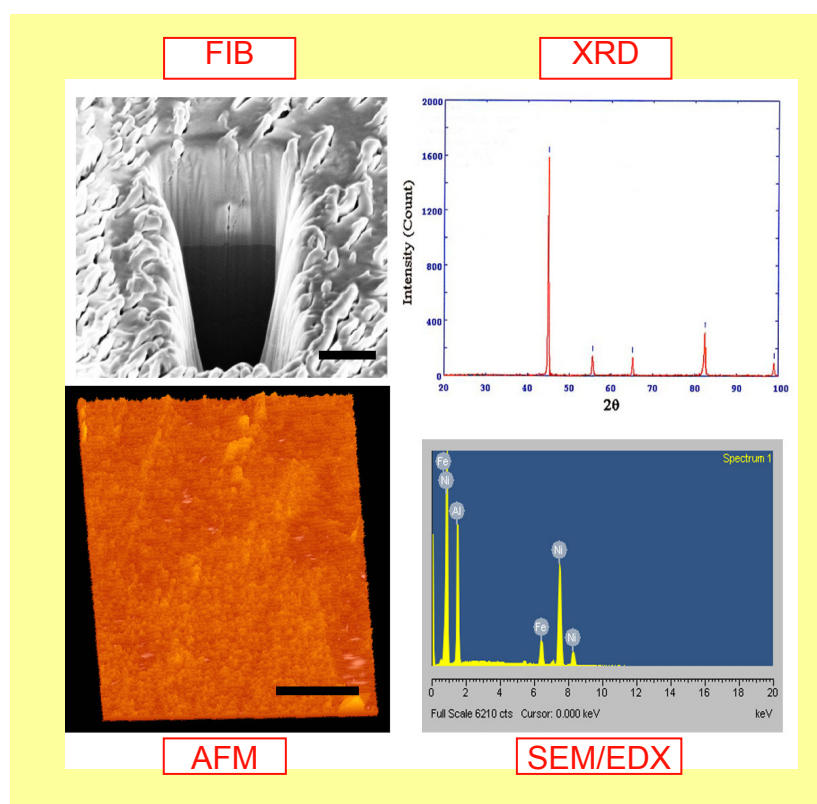 FIB
XRD
2000
1600
1200
800
400
0
Intensity (Count)
20 30 40 50 60 70 80 90 100
2θ
Spectrum 1
Fe
Ni
Al
Ni
Fe
Ni
0 2 4 6 8 10 12 14 16 18 20
Full Scale 6210 cts Cursor: 0.000 keV keV
AFM
SEM/EDX